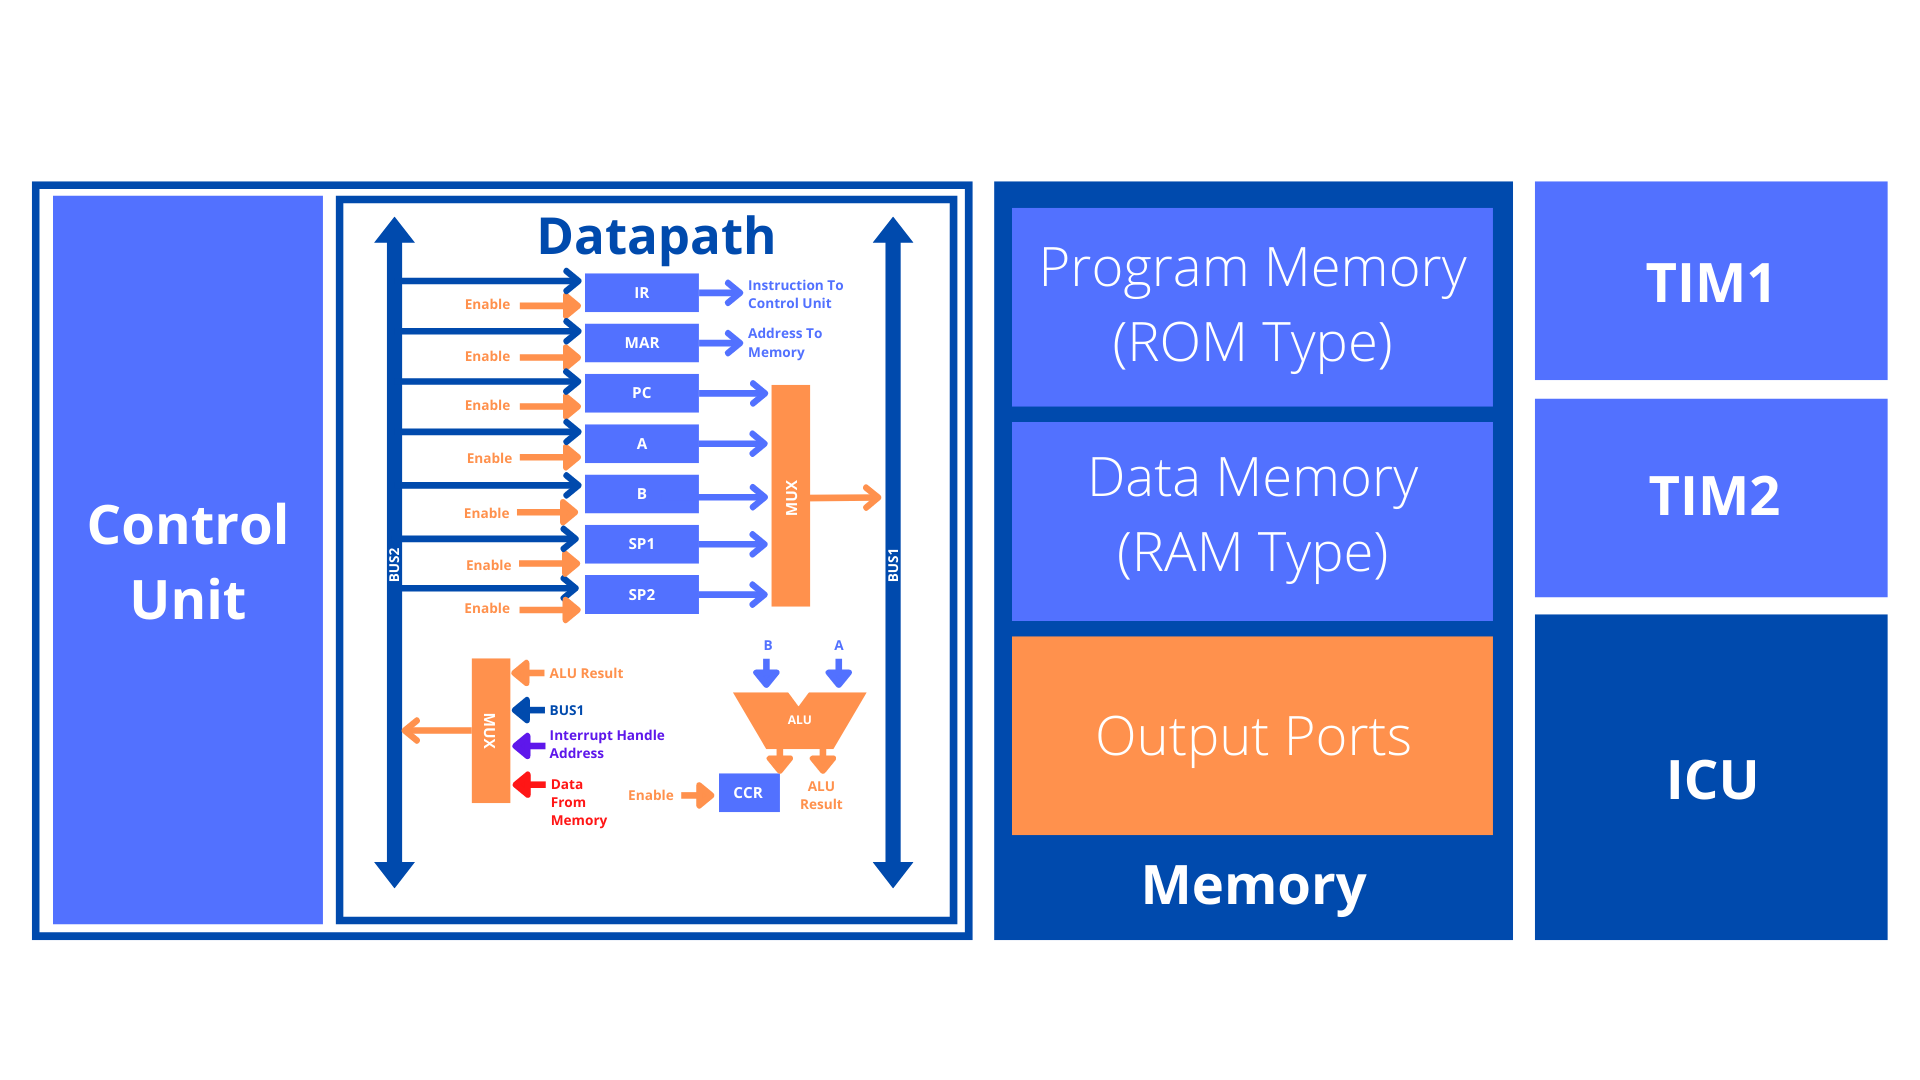 Control
Unit
Datapath
BUS2
BUS1
IR
Instruction To
Control Unit
Enable
MAR
Address To
Memory
Enable
PC
Enable
A
Enable
B
Enable
SP1
Enable
SP2
Enable
MUX
MUX
ALU Result
BUS1
Interrupt Handle
Address
Data
From
Memory
B
A
ALU
Enable
CCR
ALU
Result
Program Memory
(ROM Type)
Data Memory
(RAM Type)
Output Ports
Memory
TIM1
TIM2
ICU